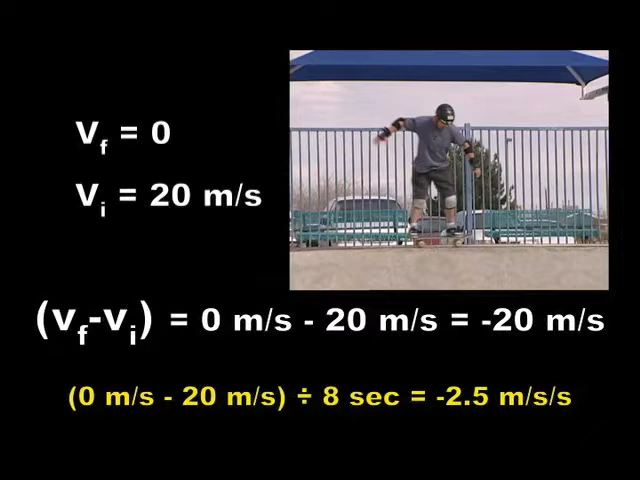 Vf = 0
Vi = 20 m/s
(vf-vi) = 0 m/s - 20 m/s = -20 m/s
(0 m/s - 20 m/s) ÷ 8 sec = -2.5 m/s/s